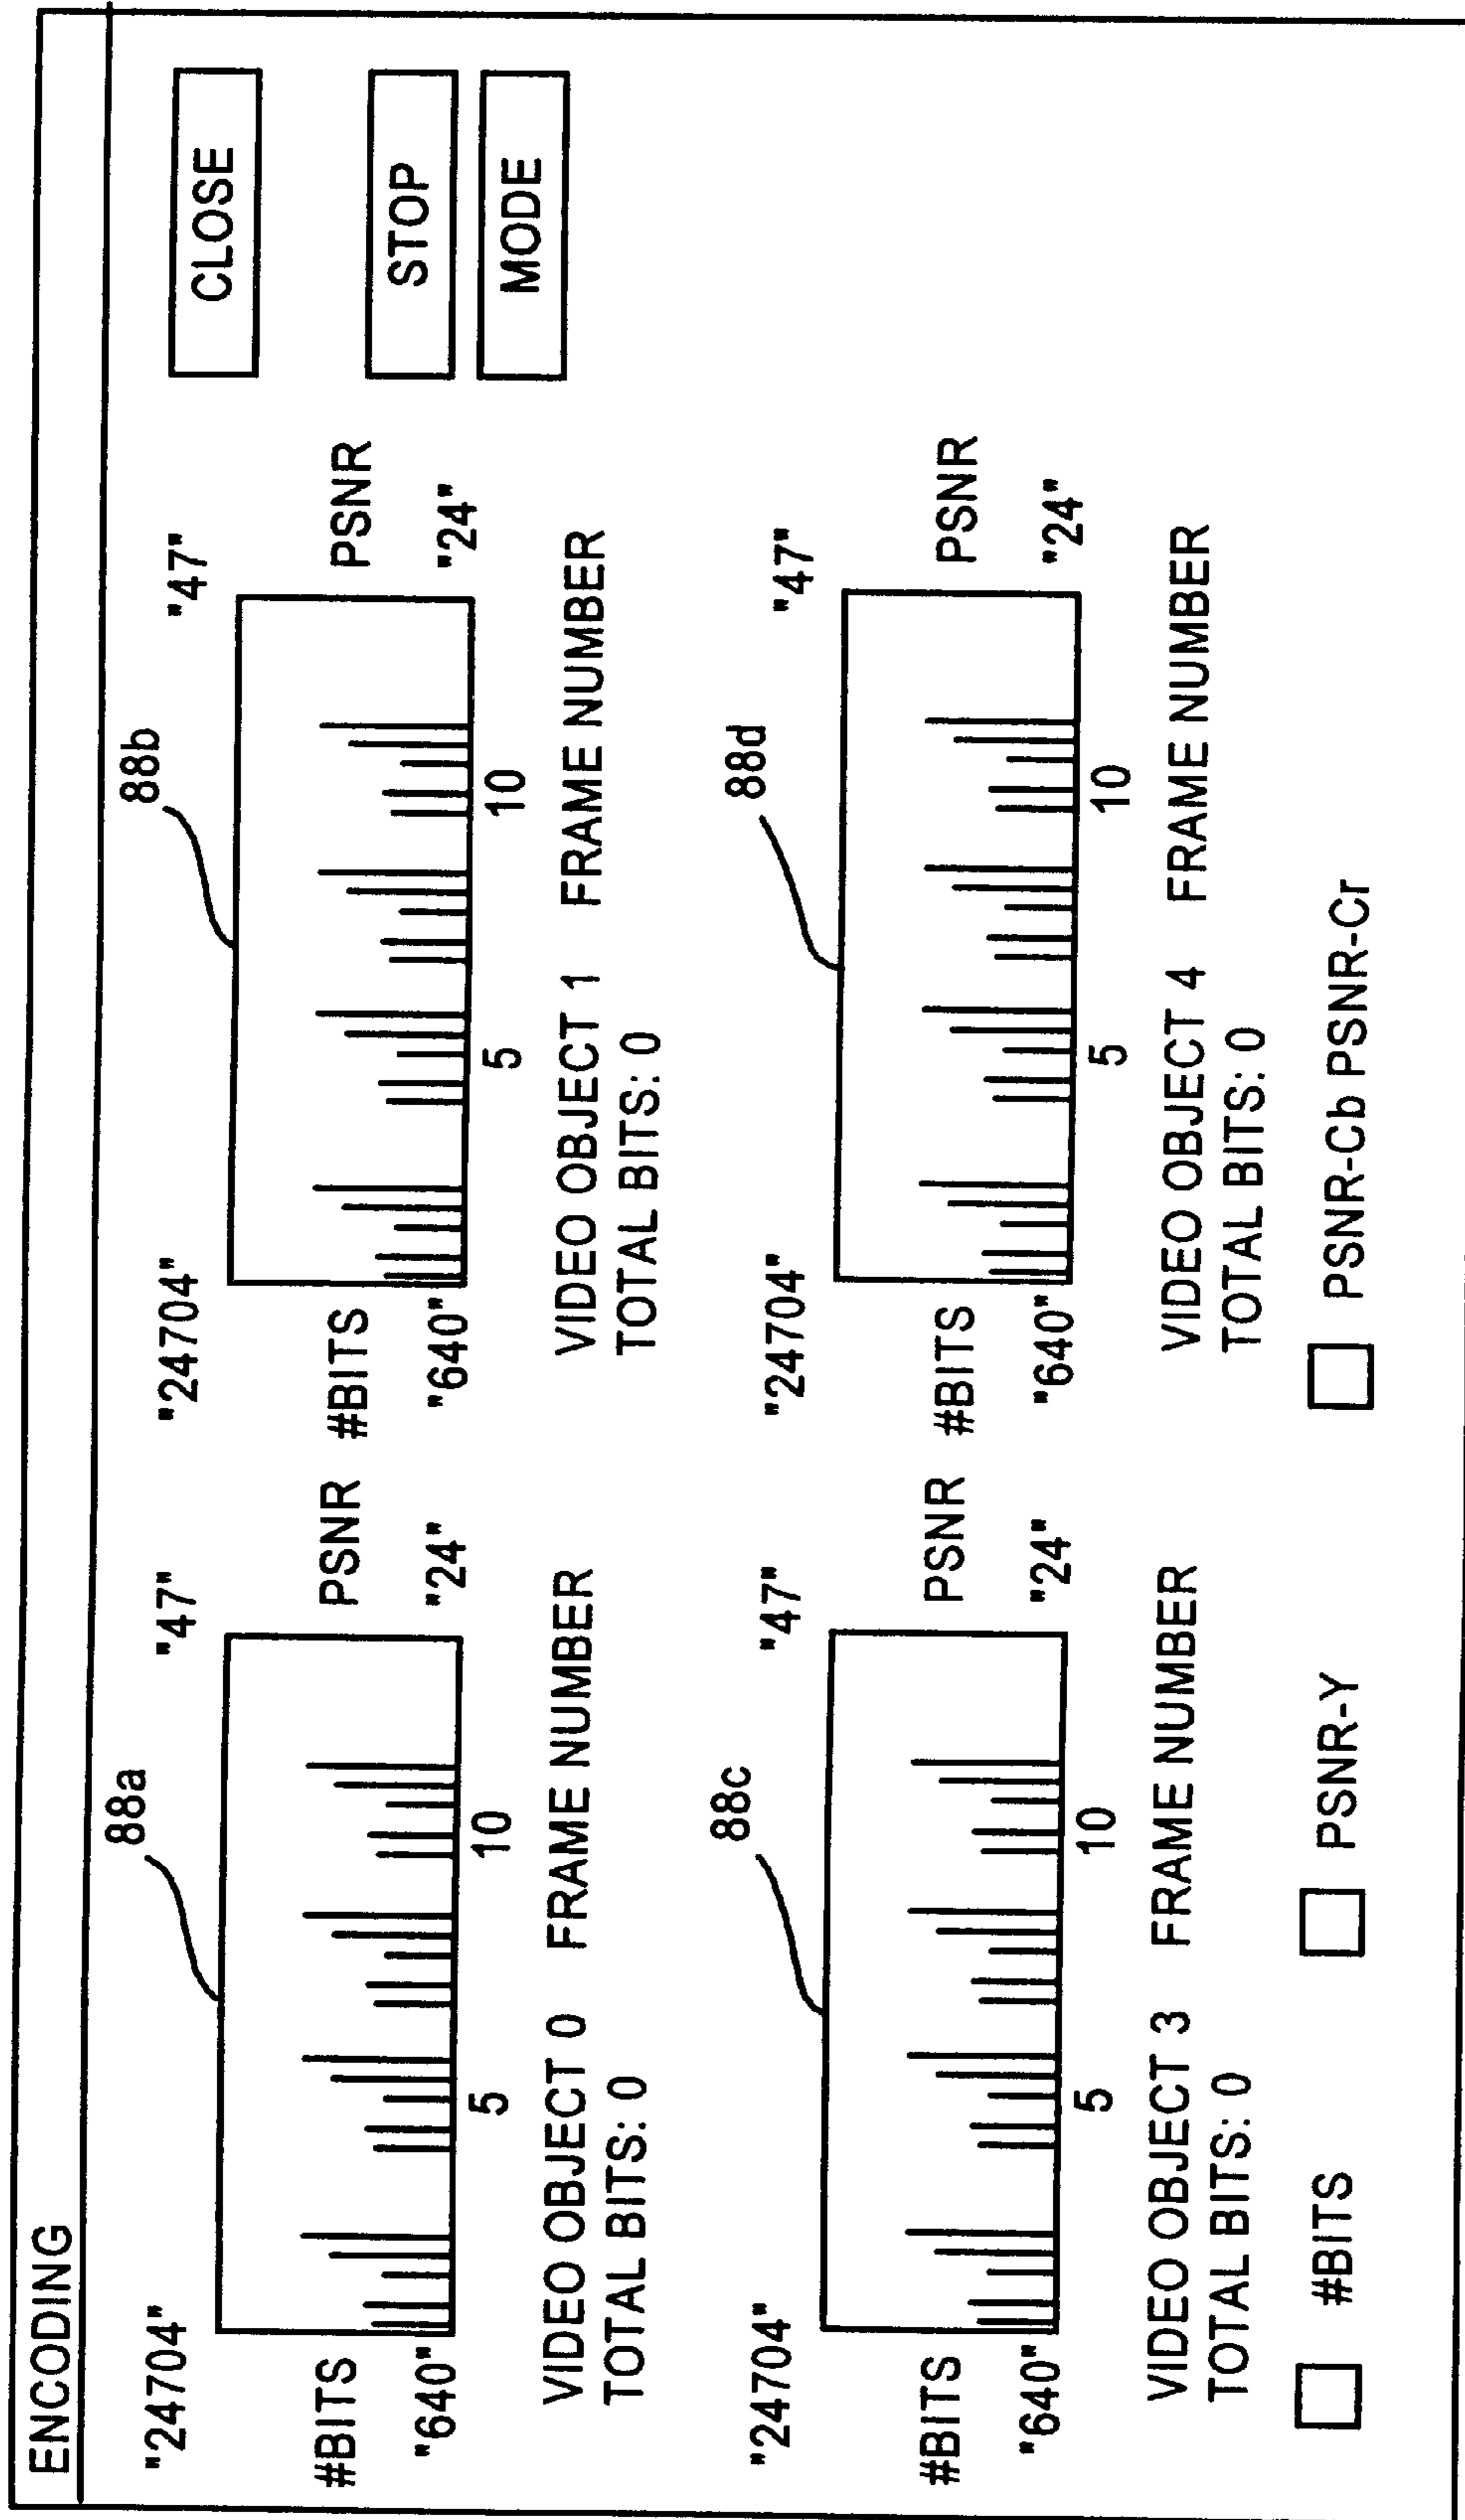 ENCODING
CLOSE
STOP
MODE
88a
"24704" "47"
#BITS PSNR
"640" "24"
5 10
VIDEO OBJECT 0 FRAME NUMBER
TOTAL BITS: 0
88b
"24704" "47"
#BITS PSNR
"640" "24"
5 10
VIDEO OBJECT 1 FRAME NUMBER
TOTAL BITS: 0
88c
"24704" "47"
#BITS PSNR
"640" "24"
5 10
VIDEO OBJECT 3 FRAME NUMBER
TOTAL BITS: 0
88d
"24704" "47"
#BITS PSNR
"640" "24"
5 10
VIDEO OBJECT 4 FRAME NUMBER
TOTAL BITS: 0
#BITS PSNR-Y PSNR-Cb PSNR-Cr